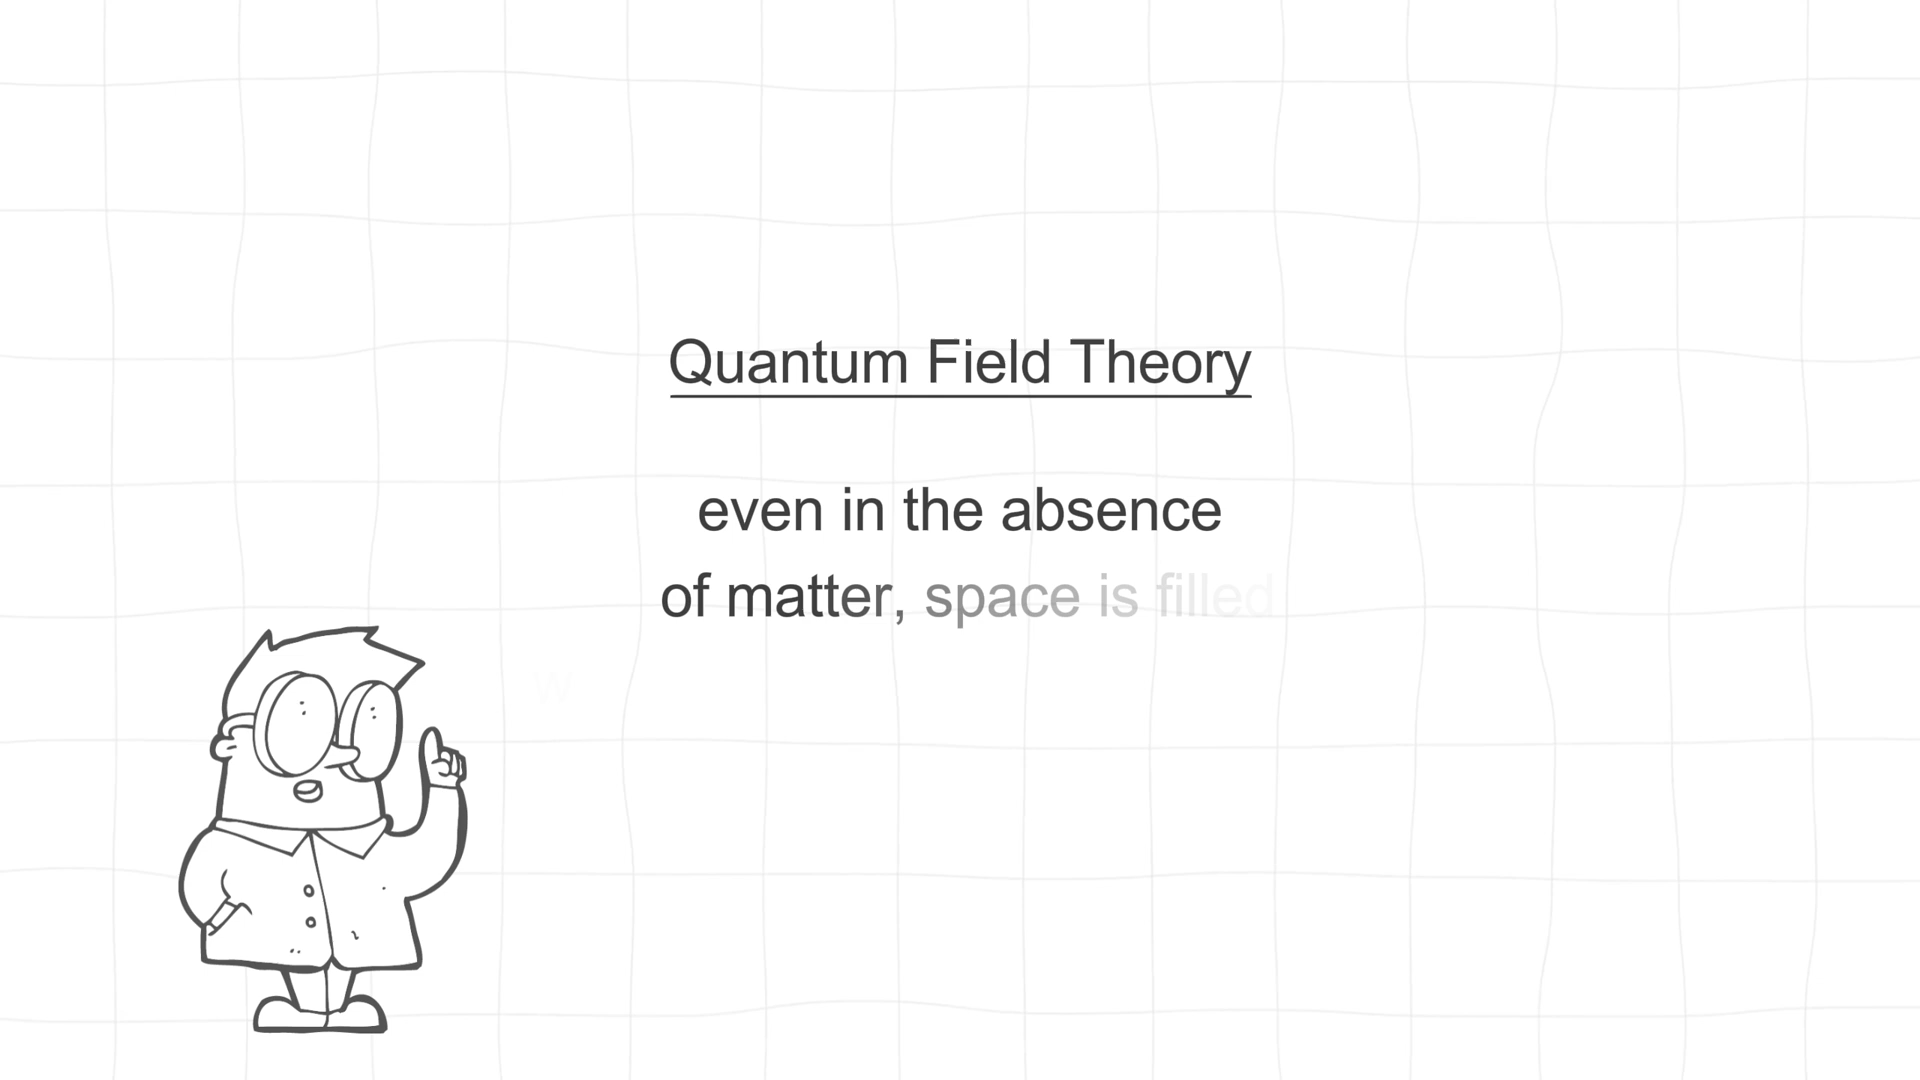 Quantum Field Theory
even in the absence
of matter, space is filled
w